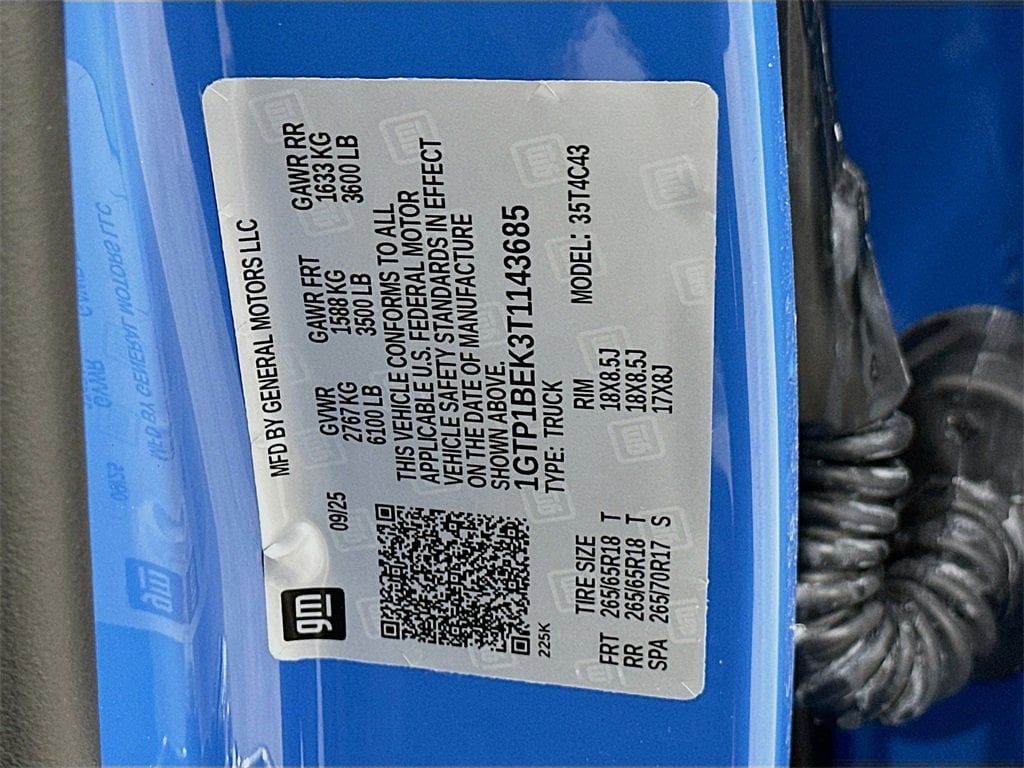 MFD BY GENERAL MOTORS LLC
gm
09/25
GVWR GAWR FRT GAWR RR
2767 KG 1588 KG 1633 KG
6100 LB 3500 LB 3600 LB
THIS VEHICLE CONFORMS TO ALL
APPLICABLE U.S. FEDERAL MOTOR
VEHICLE SAFETY STANDARDS IN EFFECT
ON THE DATE OF MANUFACTURE
SHOWN ABOVE.
1GTP1BEK3T1143685
225K
TYPE: TRUCK MODEL: 35T4C43
TIRE SIZE RIM
FRT 265/65R18 T 18X8.5J
RR 265/65R18 T 18X8.5J
SPA 265/70R17 S 17X8J